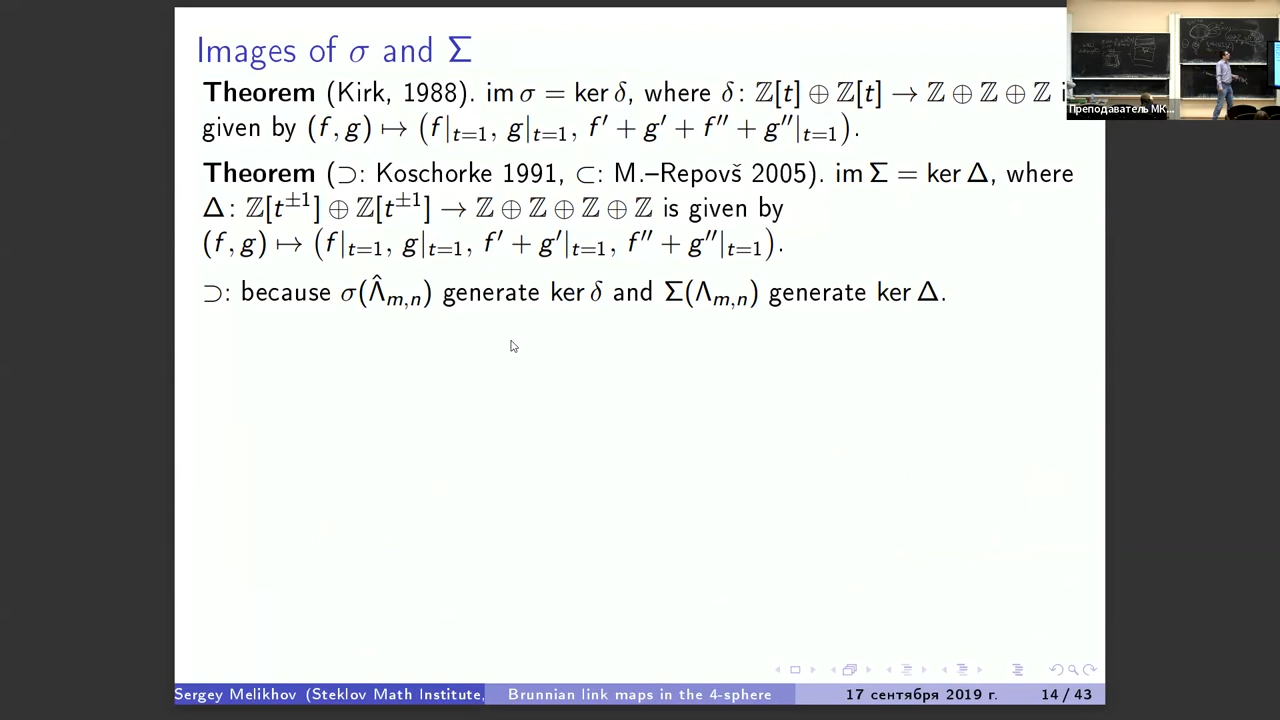 Images of σ and Σ
Theorem (Kirk, 1988). im σ = ker δ, where δ: ℤ[t] ⊕ ℤ[t] → ℤ ⊕ ℤ ⊕ ℤ i
given by (f, g) ↦ (f|ₜ₌₁, g|ₜ₌₁, f′ + g′ + f″ + g″|ₜ₌₁).
Theorem (⊃: Koschorke 1991, ⊂: M.–Repovš 2005). im Σ = ker Δ, where
Δ: ℤ[t^{±1}] ⊕ ℤ[t^{±1}] → ℤ ⊕ ℤ ⊕ ℤ ⊕ ℤ is given by
(f, g) ↦ (f|ₜ₌₁, g|ₜ₌₁, f′ + g′|ₜ₌₁, f″ + g″|ₜ₌₁).
⊃: because σ(Λ̂_{m,n}) generate ker δ and Σ(Λ_{m,n}) generate ker Δ.
Преподаватель МК...
Sergey Melikhov (Steklov Math Institute,
Brunnian link maps in the 4-sphere
17 сентября 2019 г.
14 / 43